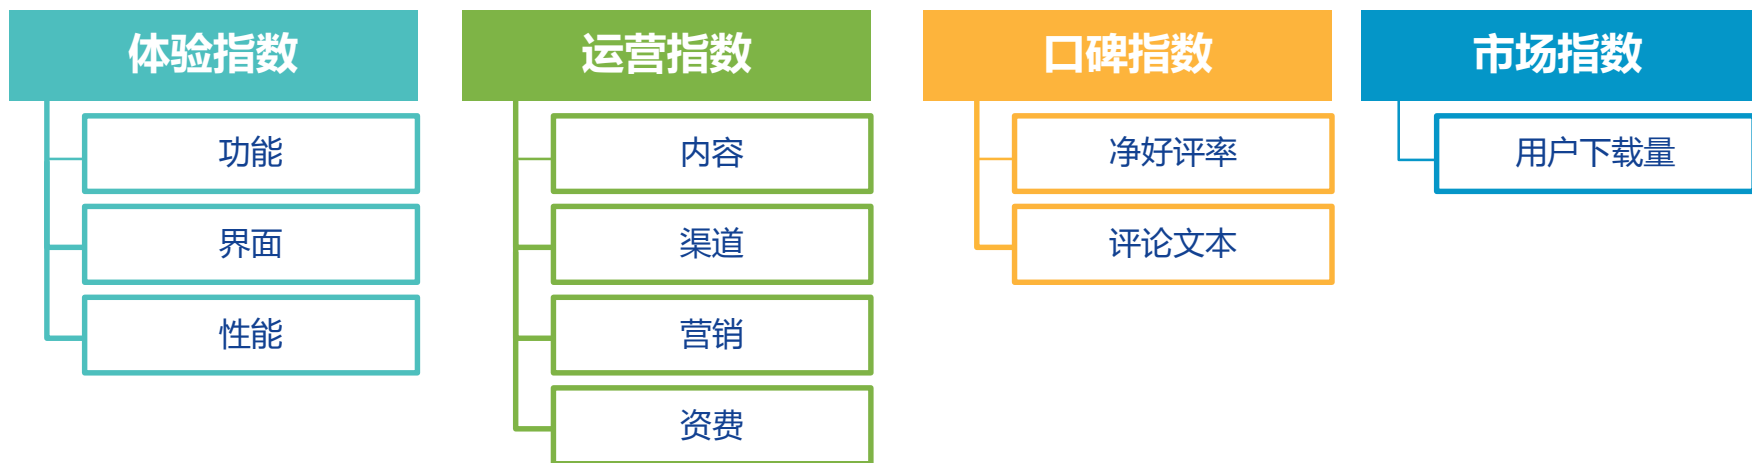 体验指数
功能
界面
性能
运营指数
内容
渠道
营销
资费
口碑指数
净好评率
评论文本
市场指数
用户下载量